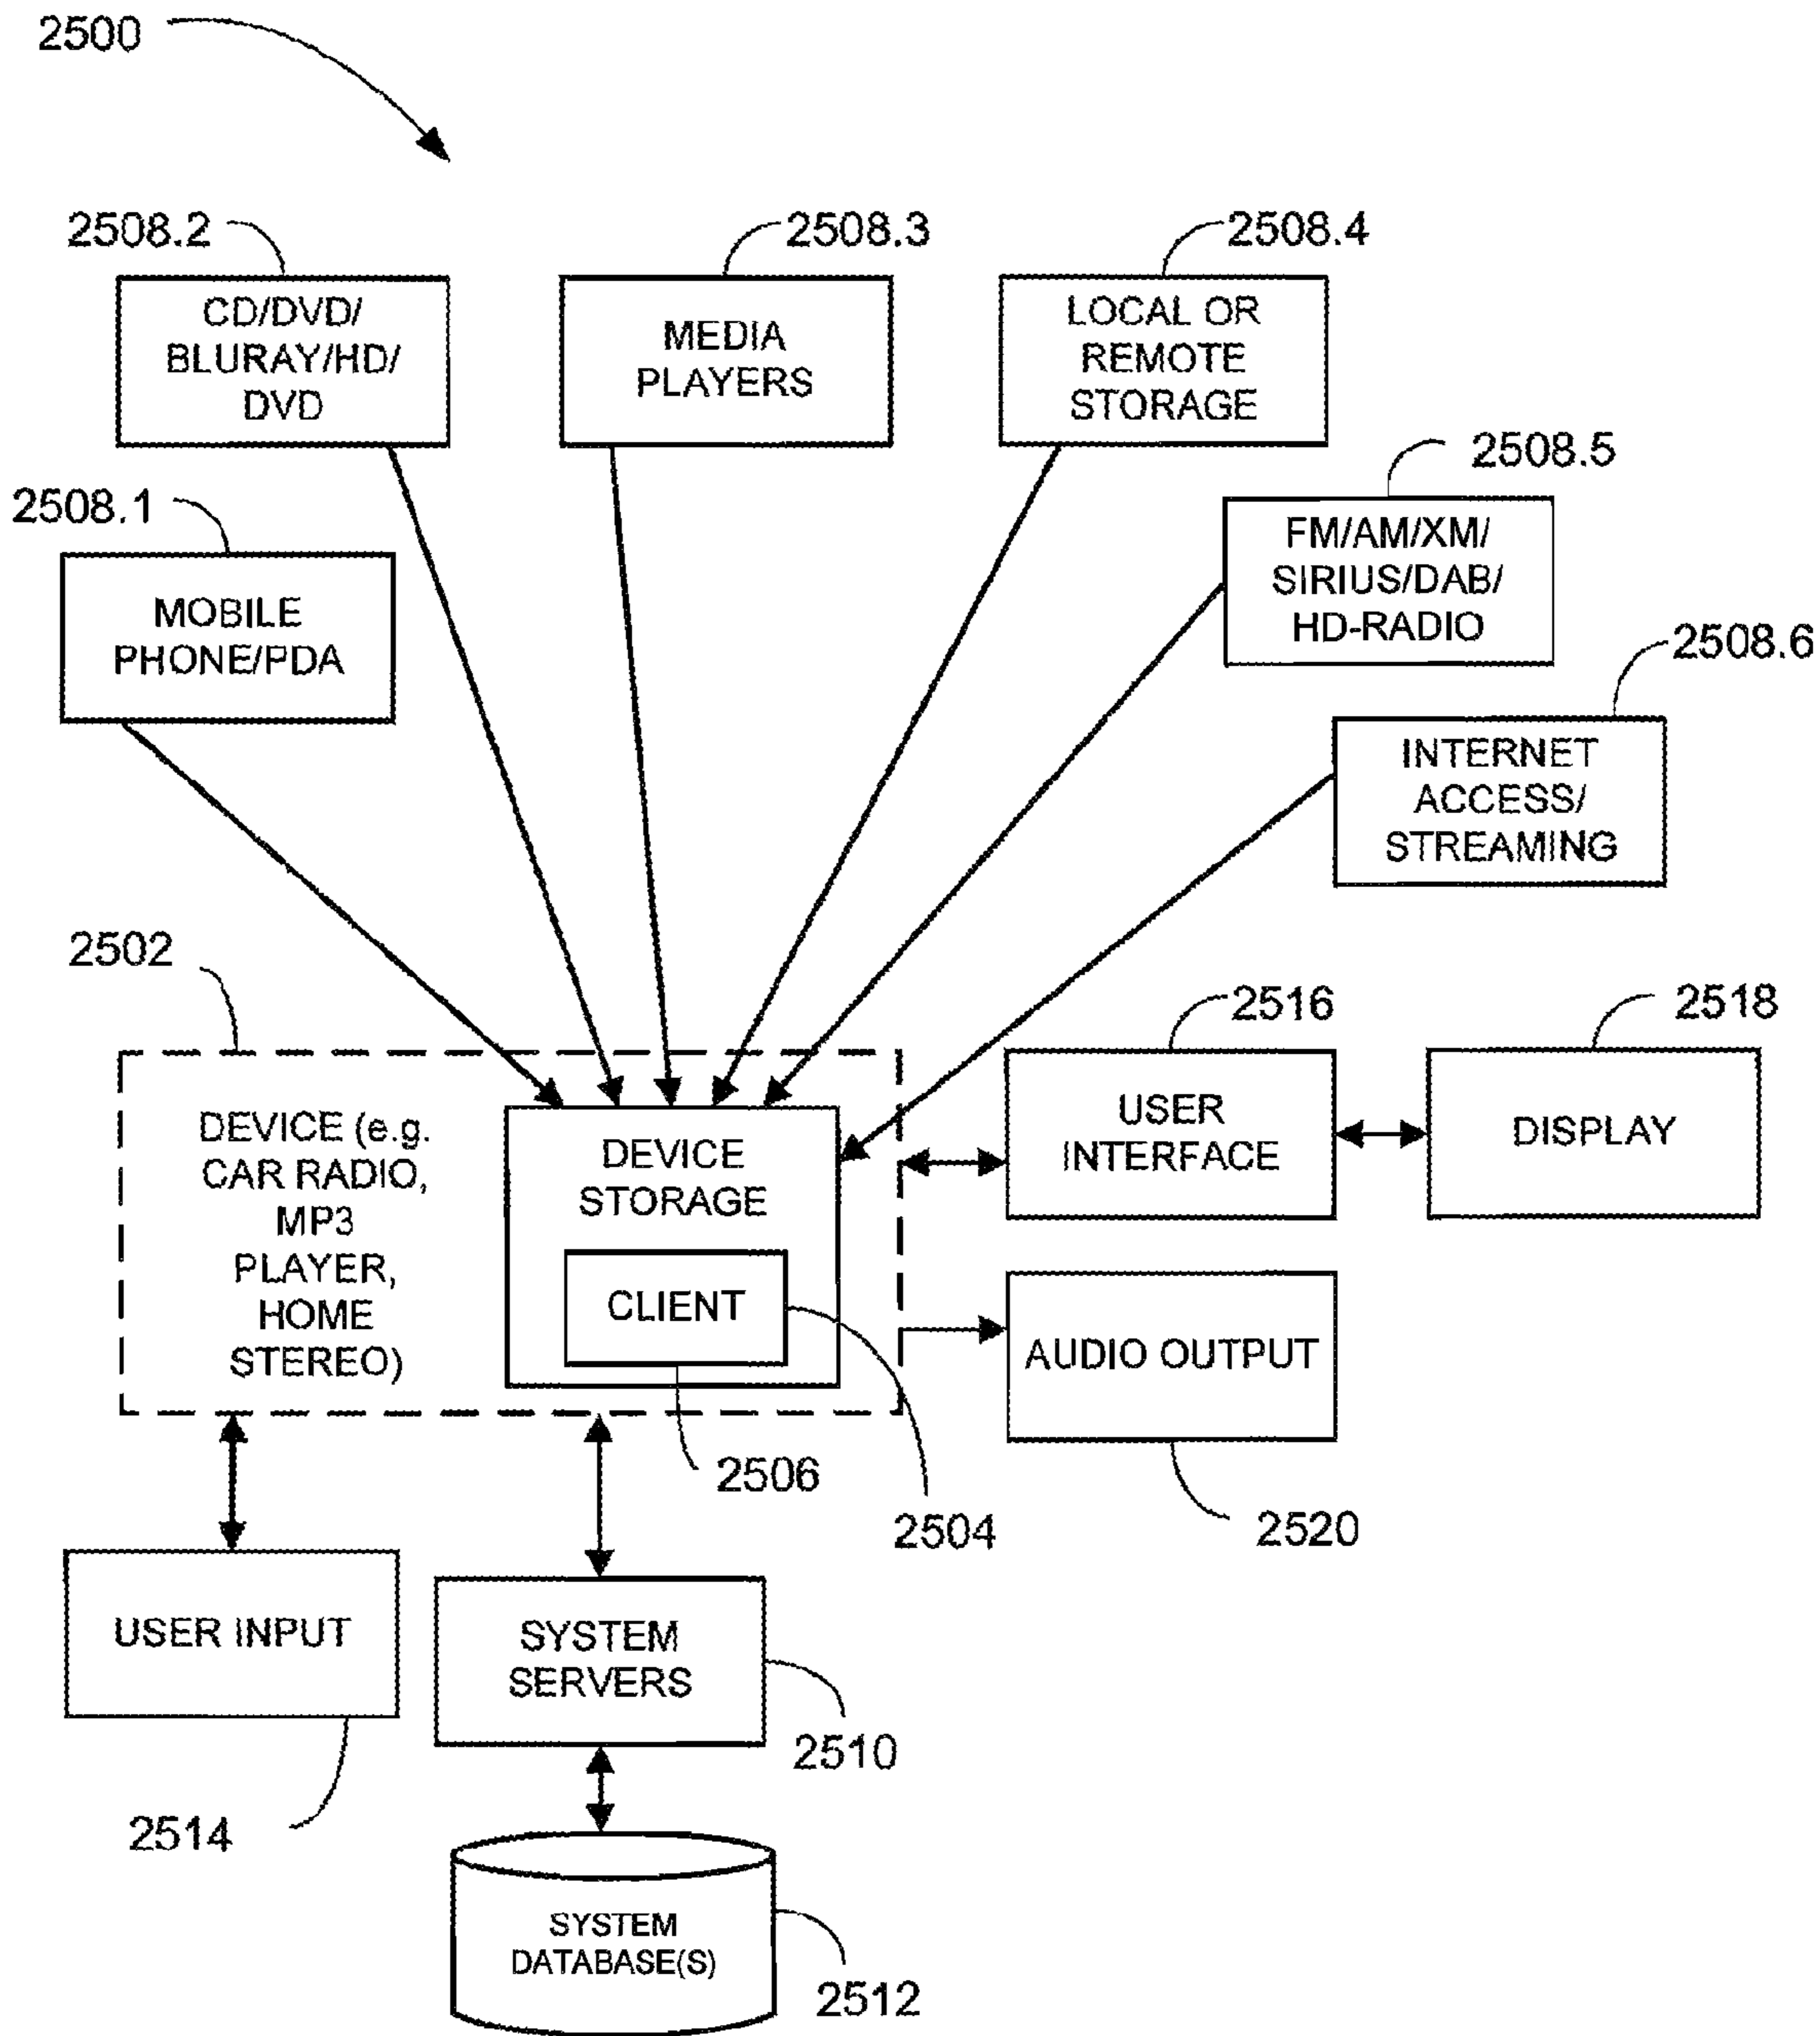 2500
2508.2
2508.3
2508.4
CD/DVD/
BLURAY/HD/
DVD
MEDIA
PLAYERS
LOCAL OR
REMOTE
STORAGE
2508.5
2508.1
FM/AM/XM/
SIRIUS/DAB/
HD-RADIO
MOBILE
PHONE/PDA
2508.6
INTERNET
ACCESS/
STREAMING
2502
2516
2518
DEVICE (e.g.
CAR RADIO,
MP3
PLAYER,
HOME
STEREO)
DEVICE
STORAGE
CLIENT
USER
INTERFACE
DISPLAY
AUDIO OUTPUT
2506
2504
2520
USER INPUT
SYSTEM
SERVERS
2510
2514
SYSTEM
DATABASE(S)
2512